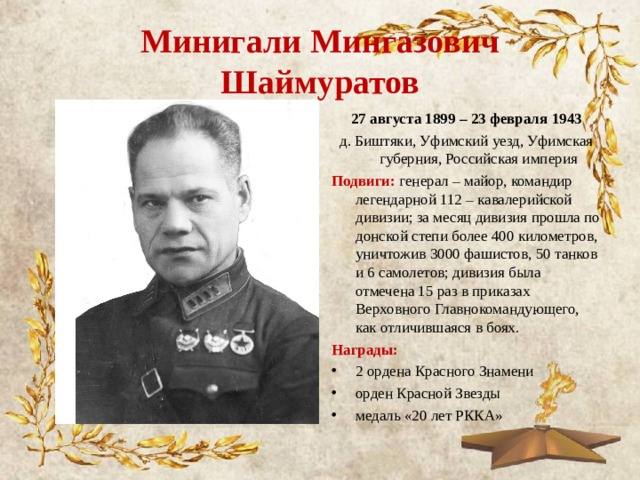 Минигали Мингазович
Шаймуратов
27 августа 1899 – 23 февраля 1943
д. Биштяки, Уфимский уезд, Уфимская
губерния, Российская империя
Подвиги: генерал – майор, командир
легендарной 112 – кавалерийской
дивизии; за месяц дивизия прошла по
донской степи более 400 километров,
уничтожив 3000 фашистов, 50 танков
и 6 самолетов; дивизия была
отмечена 15 раз в приказах
Верховного Главнокомандующего,
как отличившаяся в боях.
Награды:
• 2 ордена Красного Знамени
• орден Красной Звезды
• медаль «20 лет РККА»